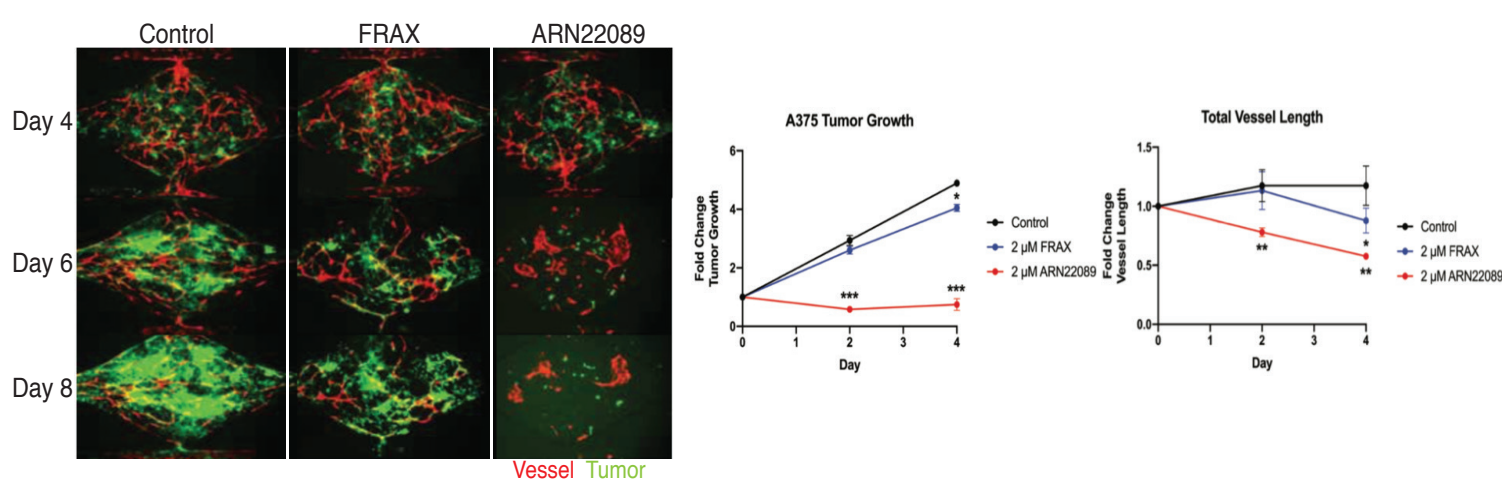 Control FRAX ARN22089
Day 4
Day 6
Day 8
Vessel Tumor
A375 Tumor Growth
Fold Change
Tumor Growth
6
4
2
0
*
***
***
0 1 2 3 4
Day
Control
2 µM FRAX
2 µM ARN22089
Total Vessel Length
Fold Change
Vessel Length
1.5
1.0
0.5
0.0
**
*
**
0 1 2 3 4
Day
Control
2 µM FRAX
2 µM ARN22089